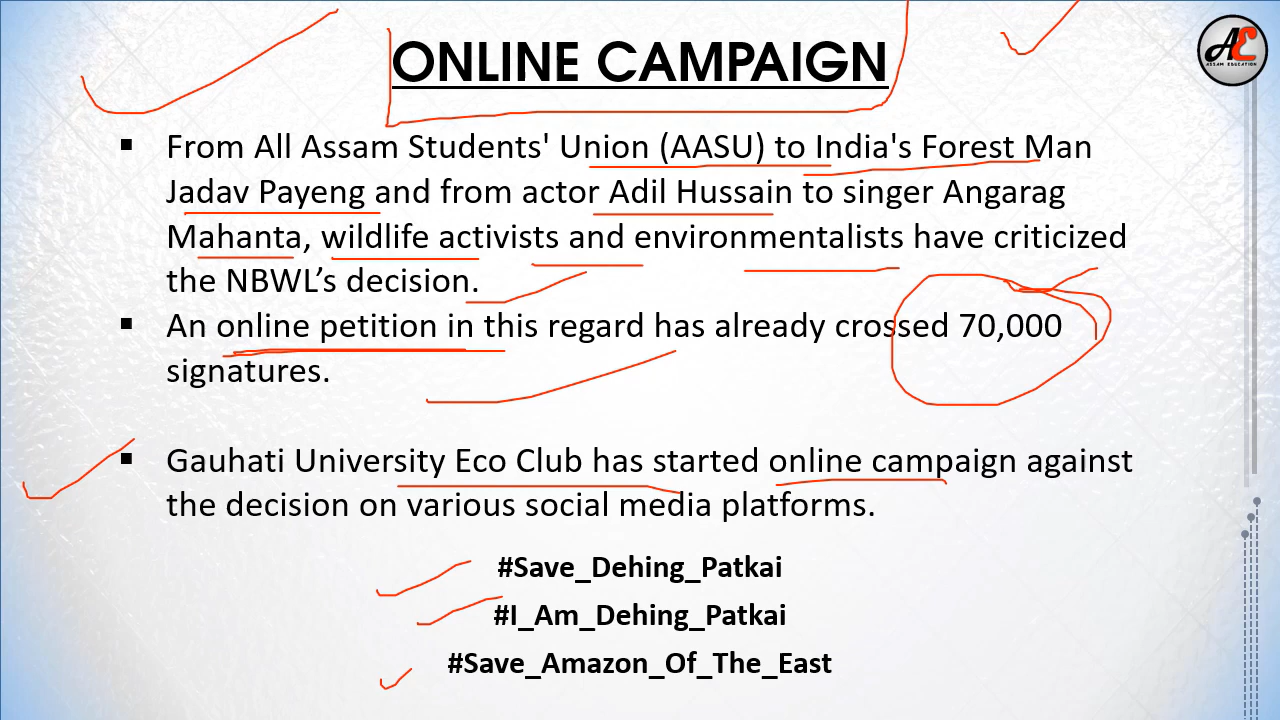 ONLINE CAMPAIGN
AE
ASSAM EDUCATION
▪ From All Assam Students' Union (AASU) to India's Forest Man
Jadav Payeng and from actor Adil Hussain to singer Angarag
Mahanta, wildlife activists and environmentalists have criticized
the NBWL’s decision.
▪ An online petition in this regard has already crossed 70,000
signatures.
▪ Gauhati University Eco Club has started online campaign against
the decision on various social media platforms.
#Save_Dehing_Patkai
#I_Am_Dehing_Patkai
#Save_Amazon_Of_The_East